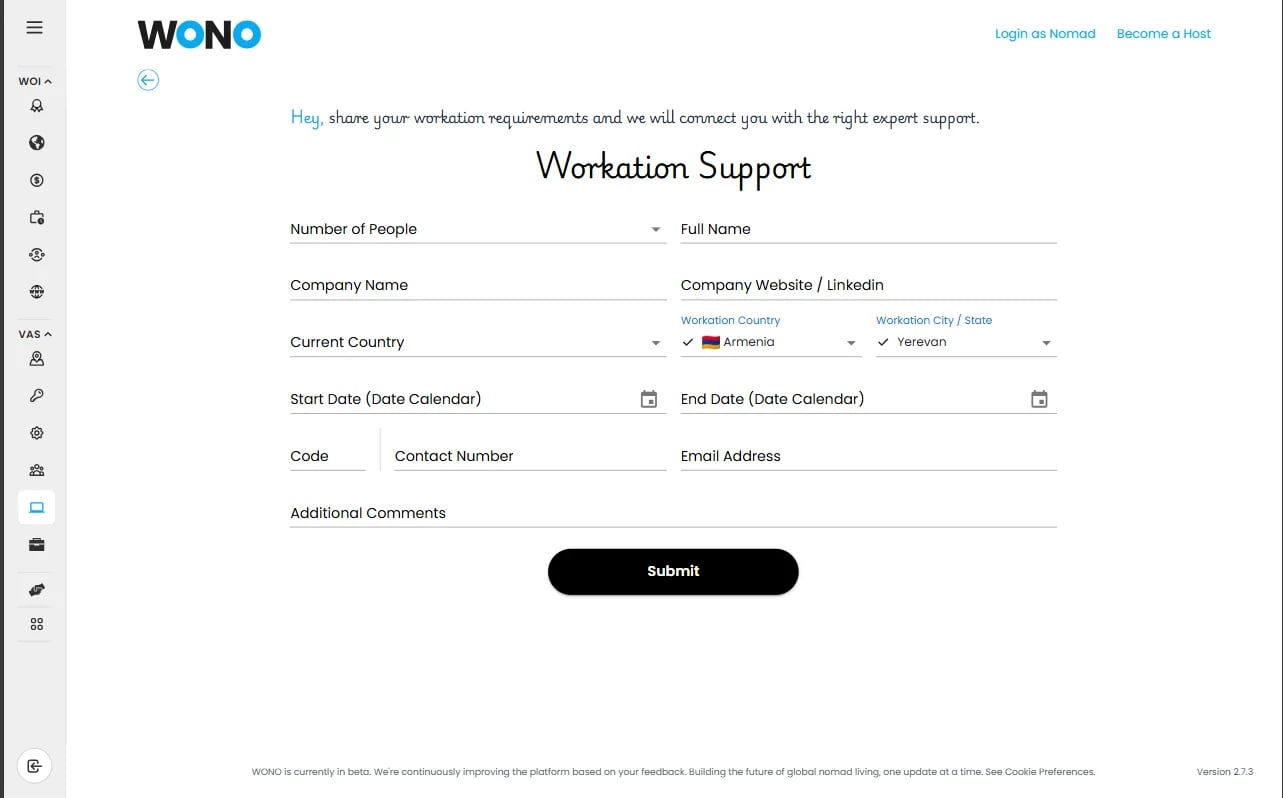 WONO
Login as Nomad
Become a Host
WOI
VAS
Hey, share your workation requirements and we will connect you with the right expert support.
Workation Support
Number of People
Full Name
Company Name
Company Website / Linkedin
Current Country
Workation Country
Armenia
Workation City / State
Yerevan
Start Date (Date Calendar)
End Date (Date Calendar)
Code
Contact Number
Email Address
Additional Comments
Submit
WONO is currently in beta. We're continuously improving the platform based on your feedback. Building the future of global nomad living, one update at a time. See Cookie Preferences.
Version 2.7.3